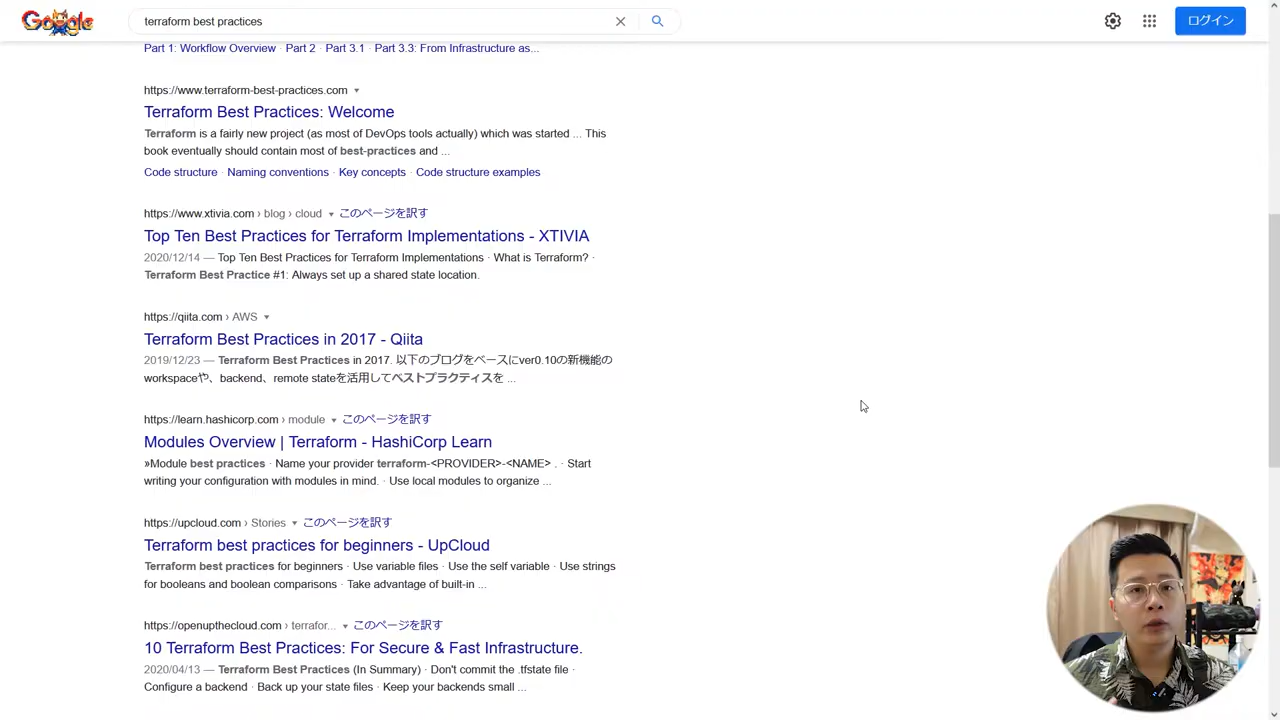 Google
terraform best practices
ログイン
Part 1: Workflow Overview · Part 2 · Part 3.1 · Part 3.3: From Infrastructure as...
https://www.terraform-best-practices.com
Terraform Best Practices: Welcome
Terraform is a fairly new project (as most of DevOps tools actually) which was started ... This
book eventually should contain most of best-practices and ...
Code structure · Naming conventions · Key concepts · Code structure examples
https://www.xtivia.com › blog › cloud このページを訳す
Top Ten Best Practices for Terraform Implementations - XTIVIA
2020/12/14 — Top Ten Best Practices for Terraform Implementations · What is Terraform? ·
Terraform Best Practice #1: Always set up a shared state location.
https://qiita.com › AWS
Terraform Best Practices in 2017 - Qiita
2019/12/23 — Terraform Best Practices in 2017. 以下のブログをベースにver0.10の新機能の
workspaceや、backend、remote stateを活用してベストプラクティスを ...
https://learn.hashicorp.com › module このページを訳す
Modules Overview | Terraform - HashiCorp Learn
»Module best practices · Name your provider terraform-<PROVIDER>-<NAME> . · Start
writing your configuration with modules in mind. · Use local modules to organize ...
https://upcloud.com › Stories このページを訳す
Terraform best practices for beginners - UpCloud
Terraform best practices for beginners · Use variable files · Use the self variable · Use strings
for booleans and boolean comparisons · Take advantage of built-in ...
https://openupthecloud.com › terrafor... このページを訳す
10 Terraform Best Practices: For Secure & Fast Infrastructure.
2020/04/13 — Terraform Best Practices (In Summary) · Don't commit the .tfstate file ·
Configure a backend · Back up your state files · Keep your backends small ...